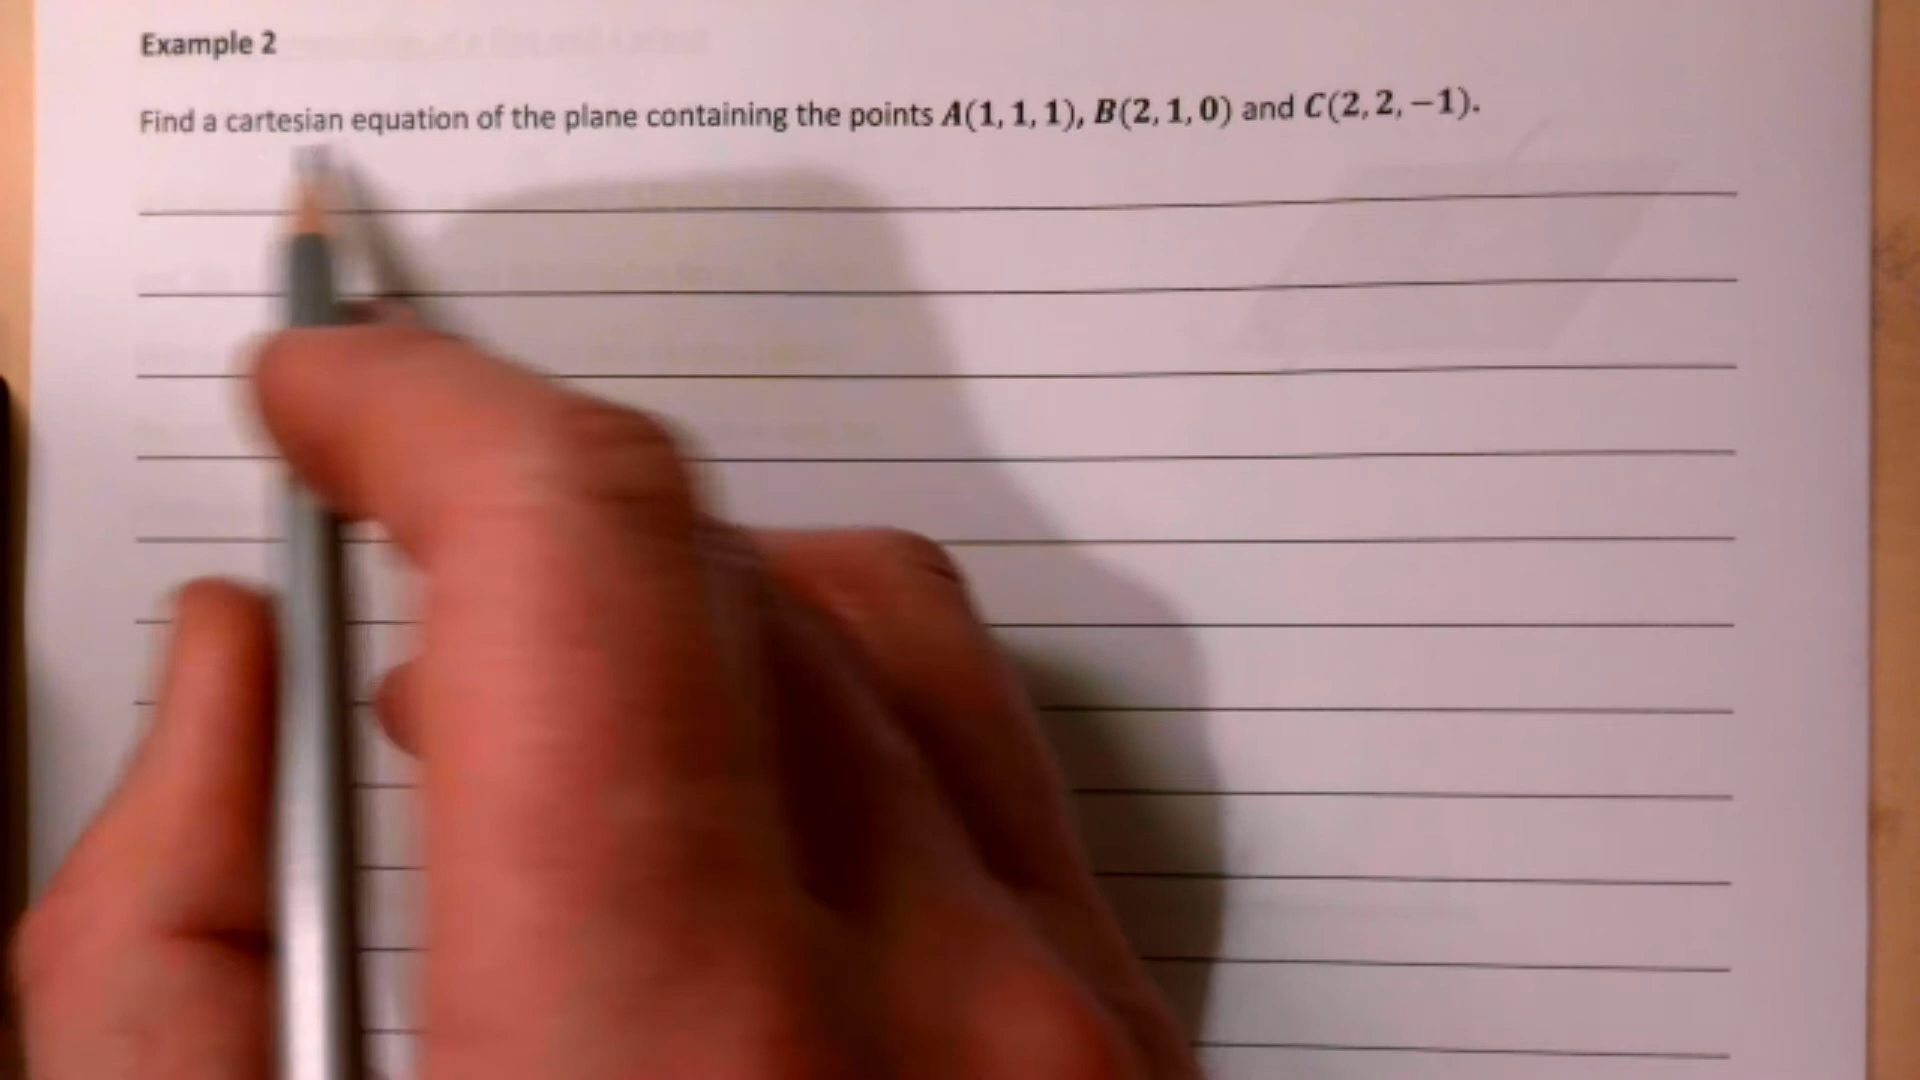 Example 2
Find a cartesian equation of the plane containing the points A(1, 1, 1), B(2, 1, 0) and C(2, 2, −1).